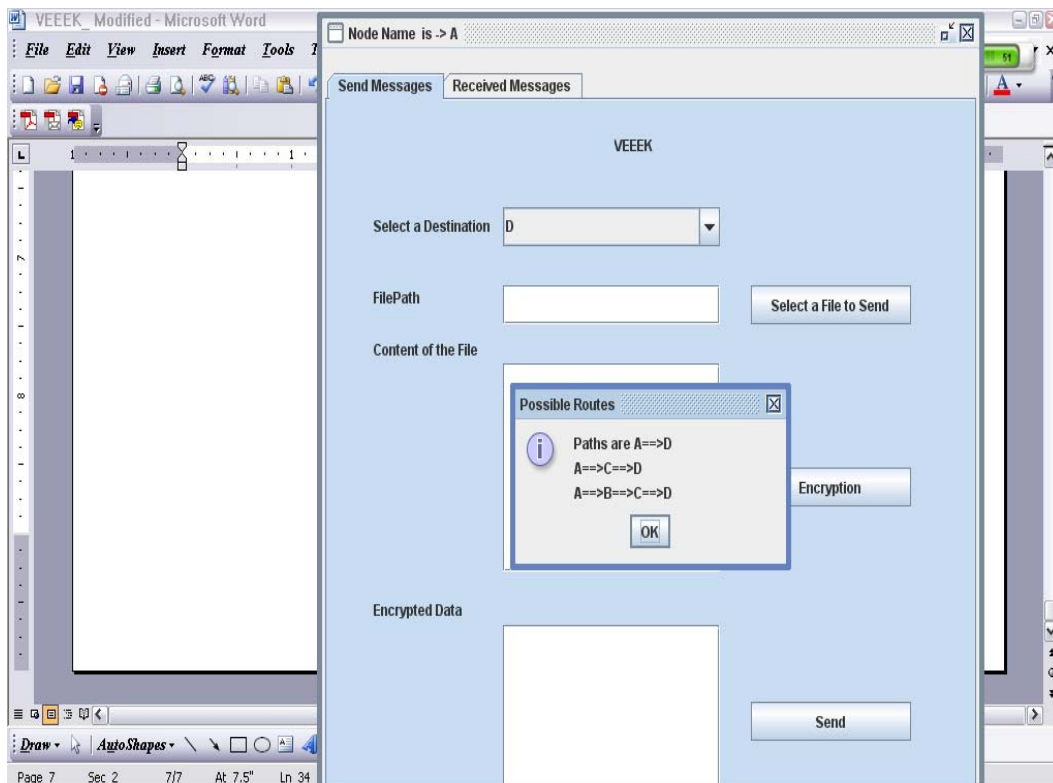 VEEEK_ Modified - Microsoft Word
File Edit View Insert Format Tools
Node Name is -> A
Send Messages Received Messages
VEEEK
Select a Destination D
FilePath
Select a File to Send
Content of the File
Possible Routes
Paths are A==>D
A==>C==>D
A==>B==>C==>D
OK
Encryption
Encrypted Data
Send
Draw AutoShapes
Page 7 Sec 2 7/7 At 7.5" Ln 34